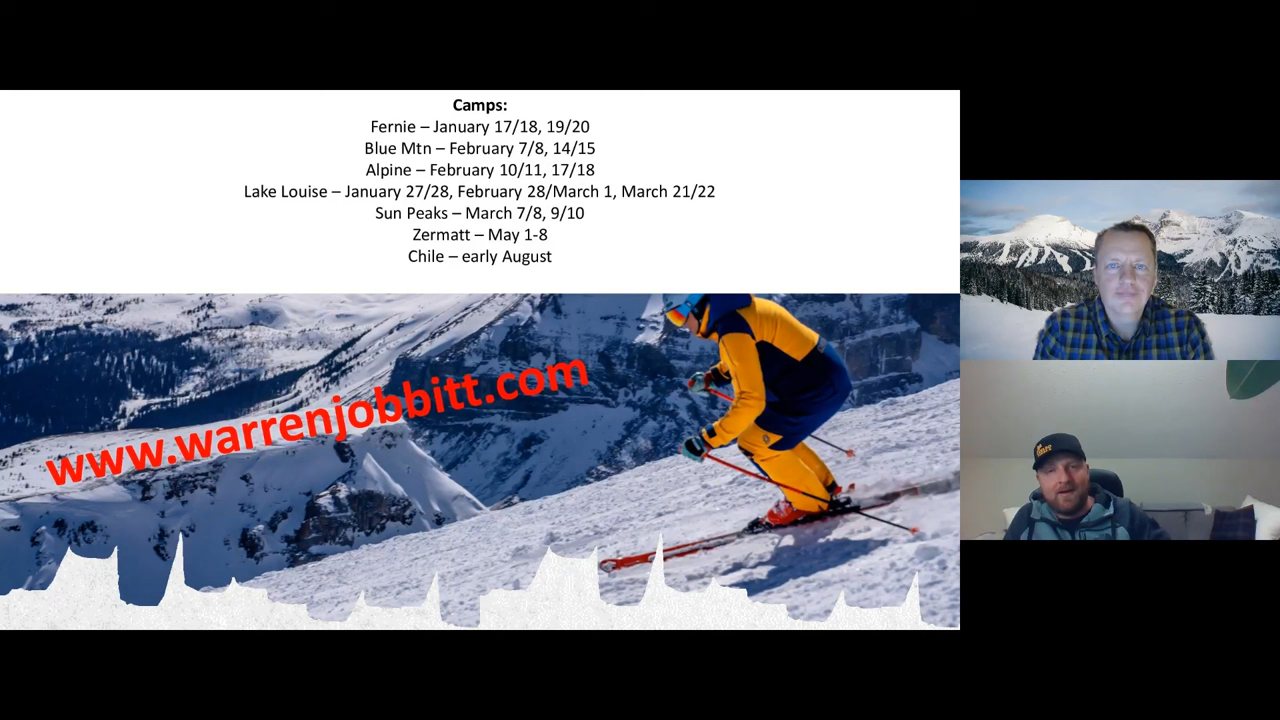 Camps:
Fernie – January 17/18, 19/20
Blue Mtn – February 7/8, 14/15
Alpine – February 10/11, 17/18
Lake Louise – January 27/28, February 28/March 1, March 21/22
Sun Peaks – March 7/8, 9/10
Zermatt – May 1-8
Chile – early August
www.warrenjobbitt.com